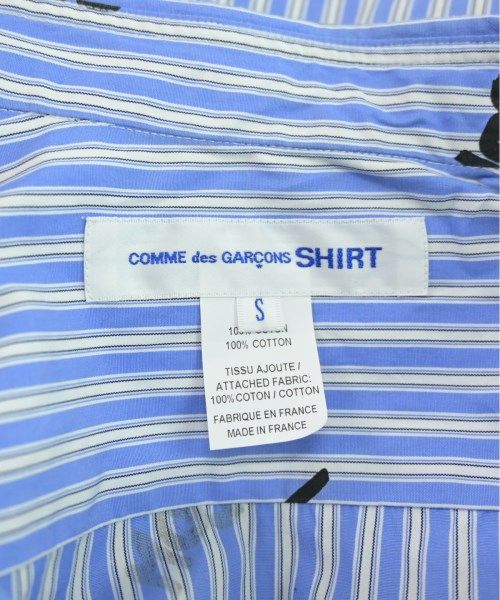 COMME des GARÇONS SHIRT
S
100% COTON
100% COTTON
TISSU AJOUTE /
ATTACHED FABRIC:
100% COTON / COTTON
FABRIQUE EN FRANCE
MADE IN FRANCE